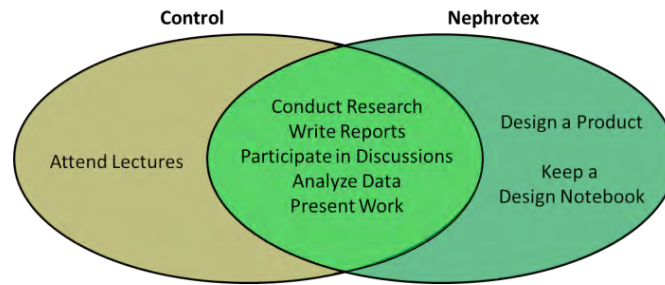 Control
Nephrotex
Attend Lectures
Conduct Research
Write Reports
Participate in Discussions
Analyze Data
Present Work
Design a Product
Keep a
Design Notebook